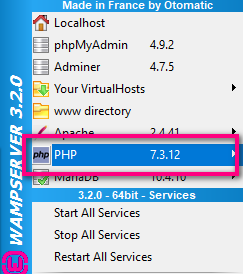 Made in France by Otomatic
Localhost
phpMyAdmin 4.9.2
Adminer 4.7.5
Your VirtualHosts
www directory
Apache 2.4.41
php PHP 7.3.12
MariaDB 10.4.10
3.2.0 - 64bit - Services
Start All Services
Stop All Services
Restart All Services
WAMPSERVER 3.2.0